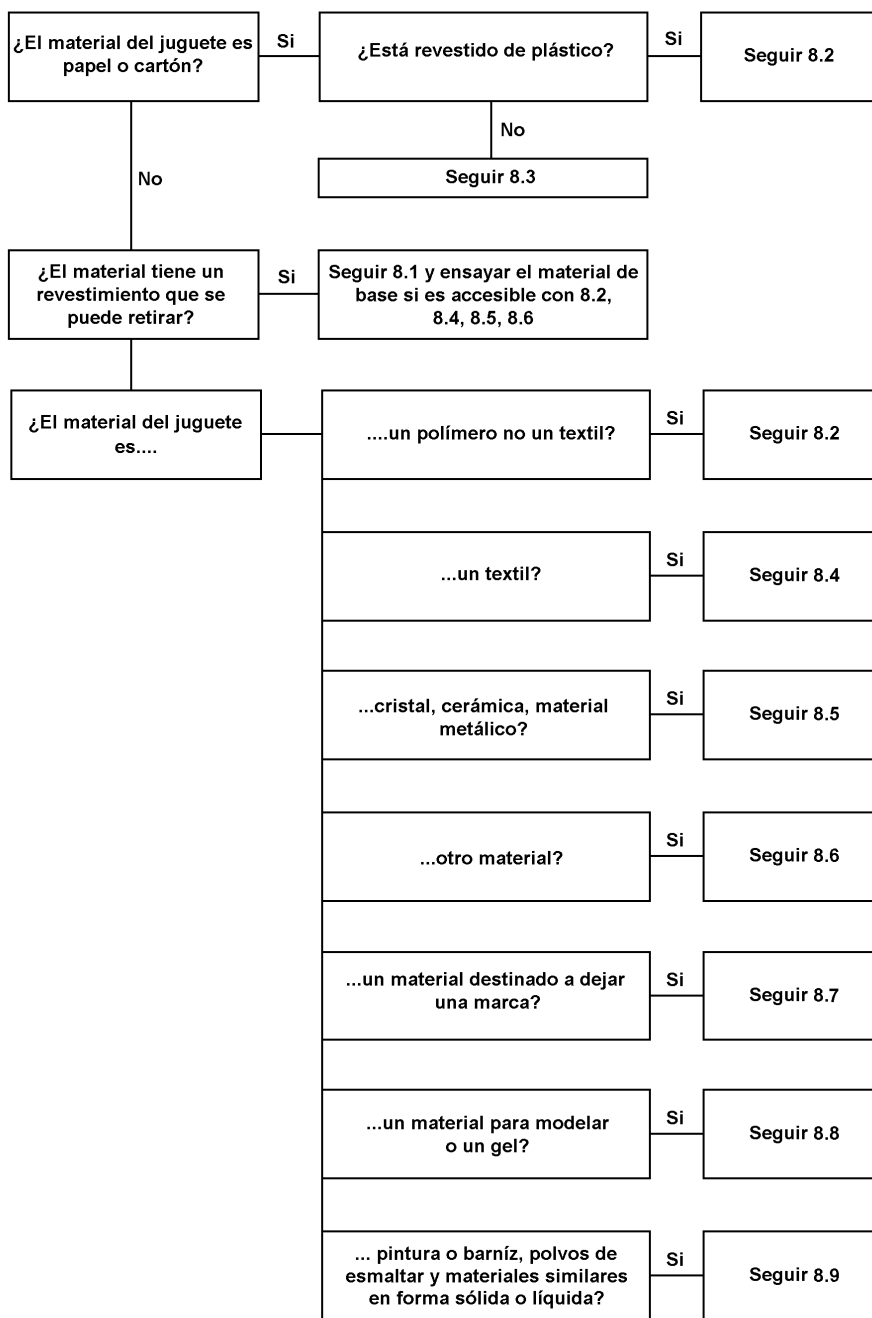 ¿El material del juguete es
papel o cartón?
Si
¿Está revestido de plástico?
Si
Seguir 8.2
No
Seguir 8.3
No
¿El material tiene un
revestimiento que se
puede retirar?
Si
Seguir 8.1 y ensayar el material de
base si es accesible con 8.2,
8.4, 8.5, 8.6
¿El material del juguete
es....
....un polímero no un textil?
Si
Seguir 8.2
...un textil?
Si
Seguir 8.4
...cristal, cerámica, material
metálico?
Si
Seguir 8.5
...otro material?
Si
Seguir 8.6
...un material destinado a dejar
una marca?
Si
Seguir 8.7
...un material para modelar
o un gel?
Si
Seguir 8.8
... pintura o barníz, polvos de
esmaltar y materiales similares
en forma sólida o líquida?
Si
Seguir 8.9